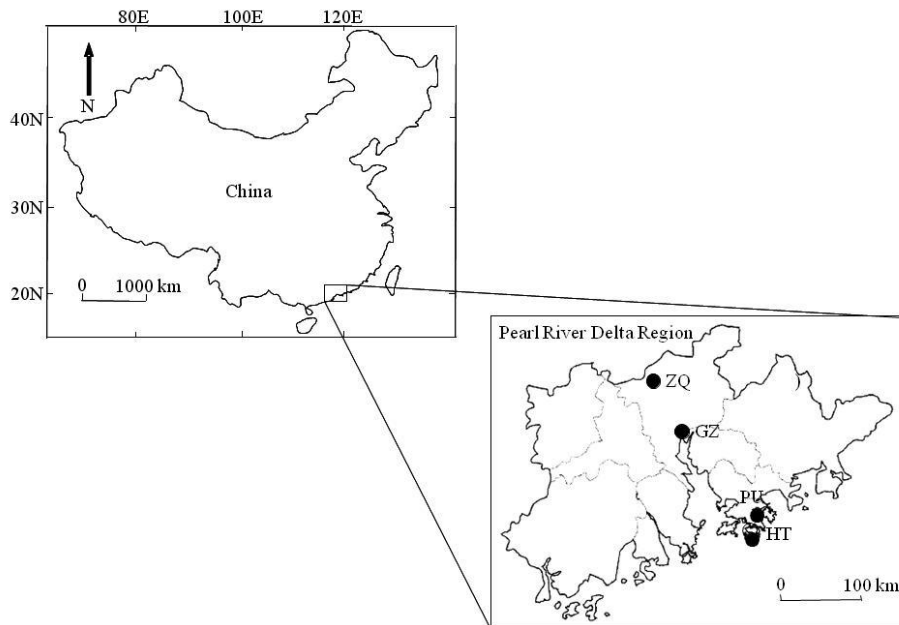 80E 100E 120E
N
40N
China
30N
0 1000 km
20N
Pearl River Delta Region
ZQ
GZ
PU
HT
0 100 km